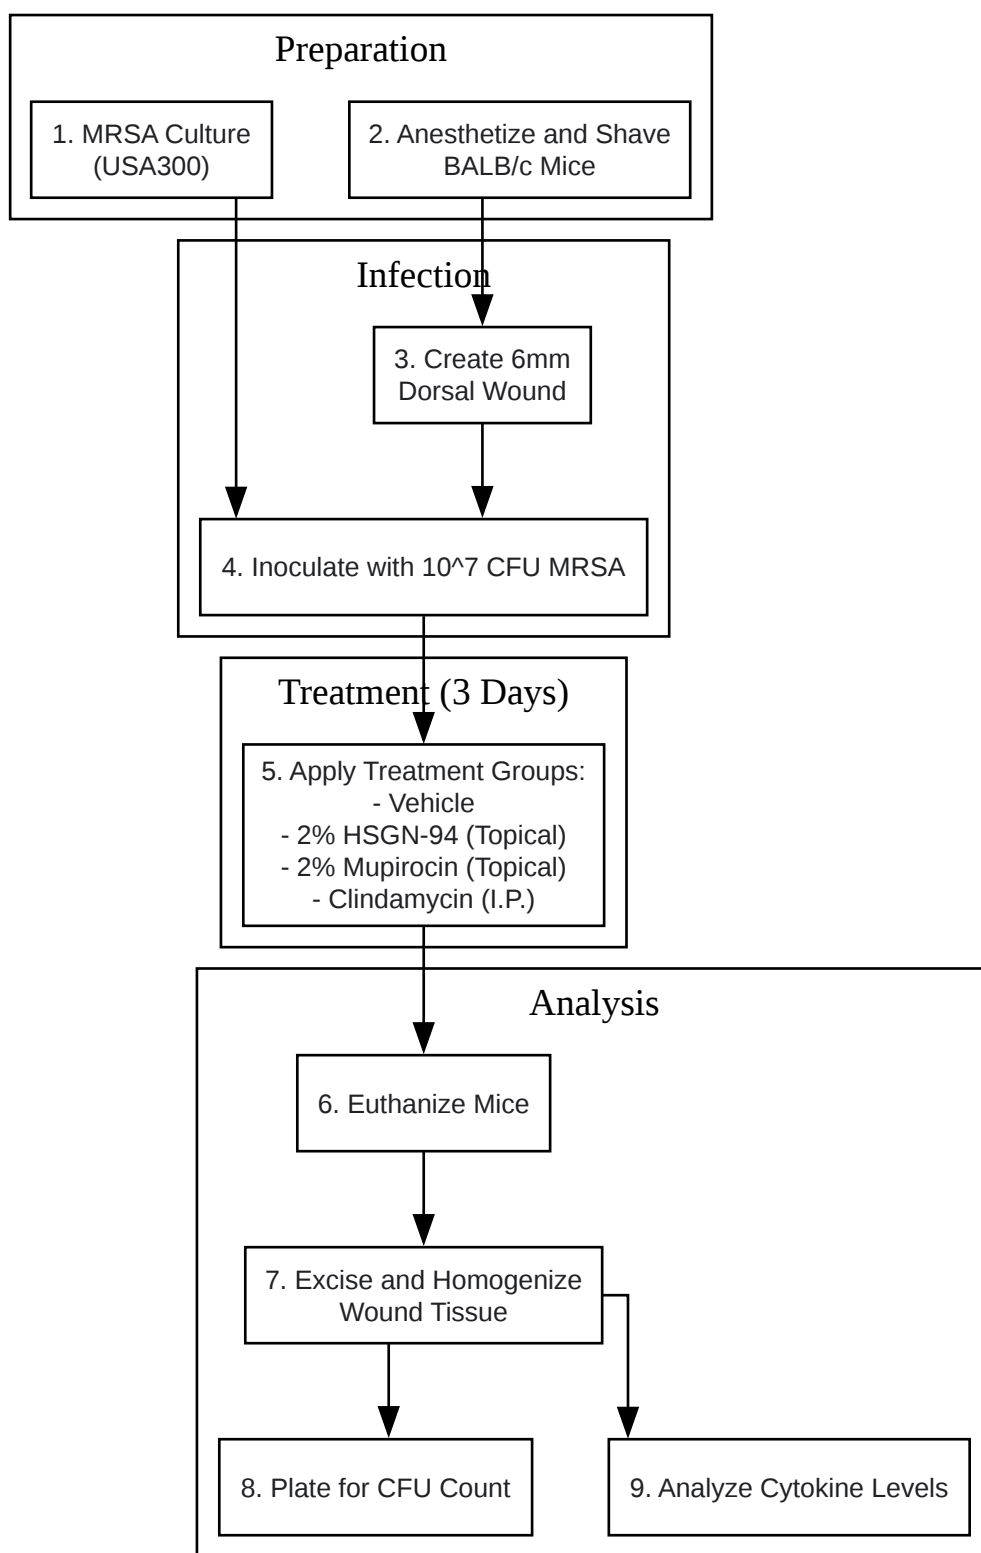 Preparation
1. MRSA Culture
(USA300)
2. Anesthetize and Shave
BALB/c Mice
Infection
3. Create 6mm
Dorsal Wound
4. Inoculate with 10^7 CFU MRSA
Treatment (3 Days)
5. Apply Treatment Groups:
- Vehicle
- 2% HSGN-94 (Topical)
- 2% Mupirocin (Topical)
- Clindamycin (I.P.)
Analysis
6. Euthanize Mice
7. Excise and Homogenize
Wound Tissue
8. Plate for CFU Count
9. Analyze Cytokine Levels